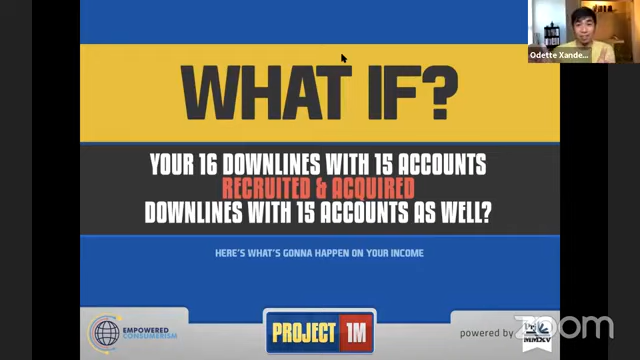 Odette Xande...
WHAT IF?
YOUR 16 DOWNLINES WITH 15 ACCOUNTS
RECRUITED & ACQUIRED
DOWNLINES WITH 15 ACCOUNTS AS WELL?
HERE'S WHAT'S GONNA HAPPEN ON YOUR INCOME
EMPOWERED
CONSUMERISM
PROJECT 1M
powered by
zoom
MMXV